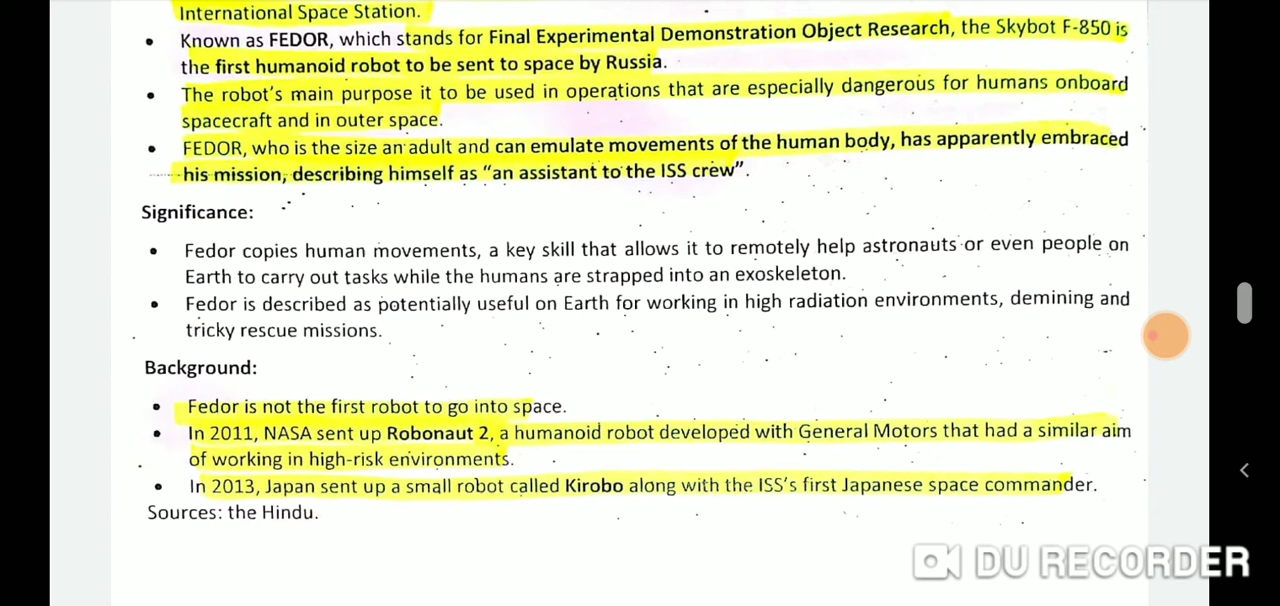 International Space Station.
• Known as FEDOR, which stands for Final Experimental Demonstration Object Research, the Skybot F-850 is
the first humanoid robot to be sent to space by Russia.
• The robot's main purpose it to be used in operations that are especially dangerous for humans onboard
spacecraft and in outer space.
• FEDOR, who is the size an adult and can emulate movements of the human body, has apparently embraced
his mission, describing himself as “an assistant to the ISS crew”.
Significance:
• Fedor copies human movements, a key skill that allows it to remotely help astronauts or even people on
Earth to carry out tasks while the humans are strapped into an exoskeleton.
• Fedor is described as potentially useful on Earth for working in high radiation environments, demining and
tricky rescue missions.
Background:
• Fedor is not the first robot to go into space.
• In 2011, NASA sent up Robonaut 2, a humanoid robot developed with General Motors that had a similar aim
of working in high-risk environments.
• In 2013, Japan sent up a small robot called Kirobo along with the ISS's first Japanese space commander.
Sources: the Hindu.
DU RECORDER